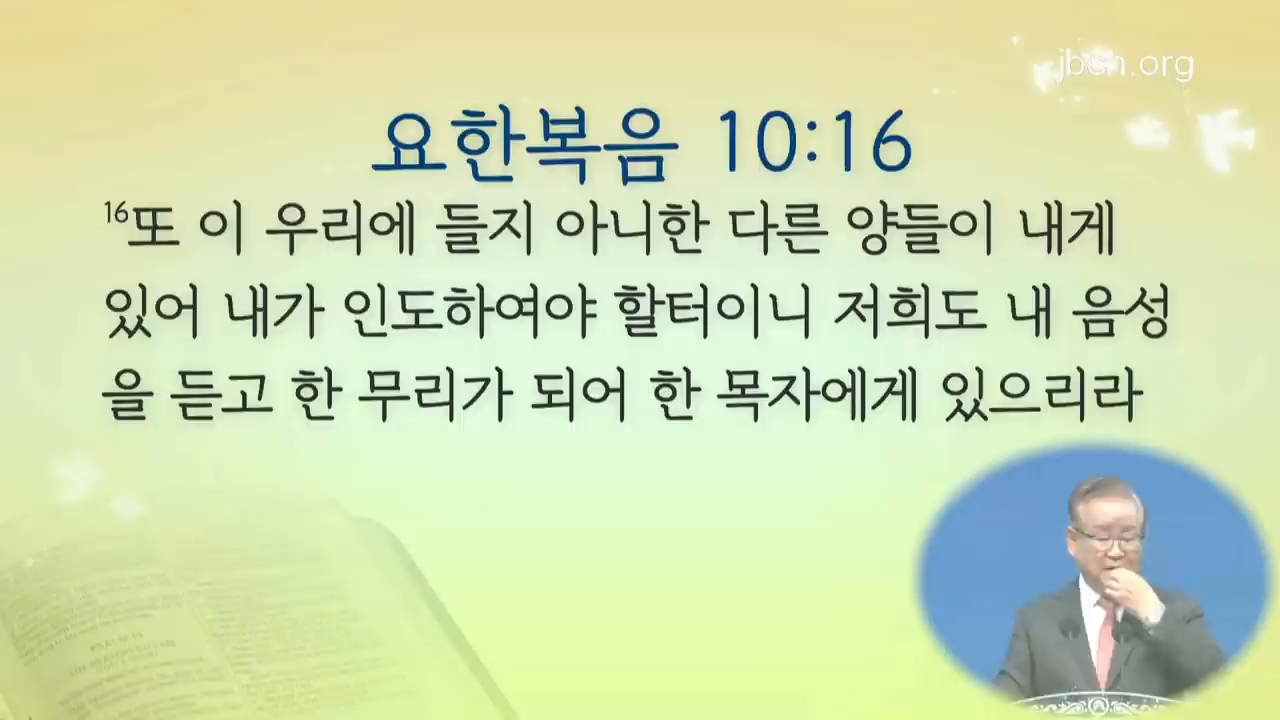 jbch.org
요한복음 10:16
16또 이 우리에 들지 아니한 다른 양들이 내게
있어 내가 인도하여야 할터이니 저희도 내 음성
을 듣고 한 무리가 되어 한 목자에게 있으리라